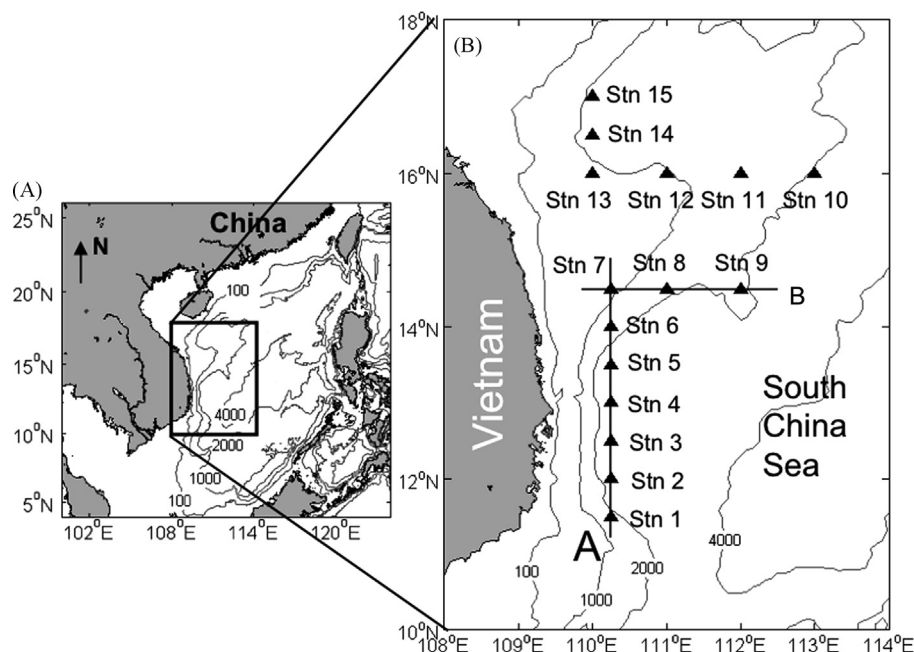 (A)
25°N
20°N
15°N
10°N
5°N
102°E
108°E
114°E
120°E
N
China
100
4000
2000
1000
100
(B)
18°N
16°N
14°N
12°N
10°N
108°E
109°E
110°E
111°E
112°E
113°E
114°E
Stn 15
Stn 14
Stn 13
Stn 12
Stn 11
Stn 10
Stn 7
Stn 8
Stn 9
B
Stn 6
Stn 5
Stn 4
Stn 3
Stn 2
Stn 1
A
Vietnam
South
China
Sea
100
1000
2000
4000